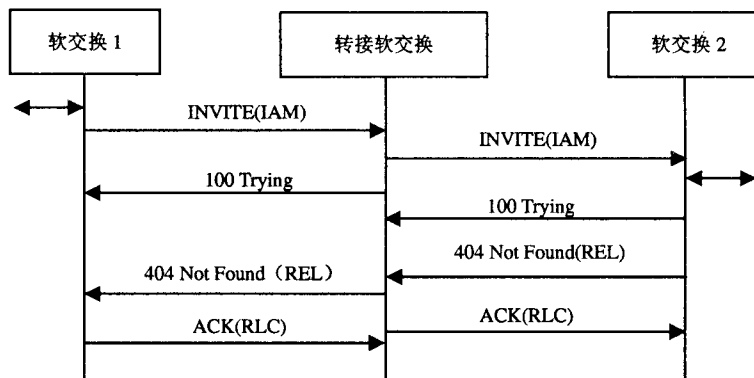 软交换 1
转接软交换
软交换 2
INVITE(IAM)
INVITE(IAM)
100 Trying
100 Trying
404 Not Found(REL)
404 Not Found（REL）
ACK(RLC)
ACK(RLC)